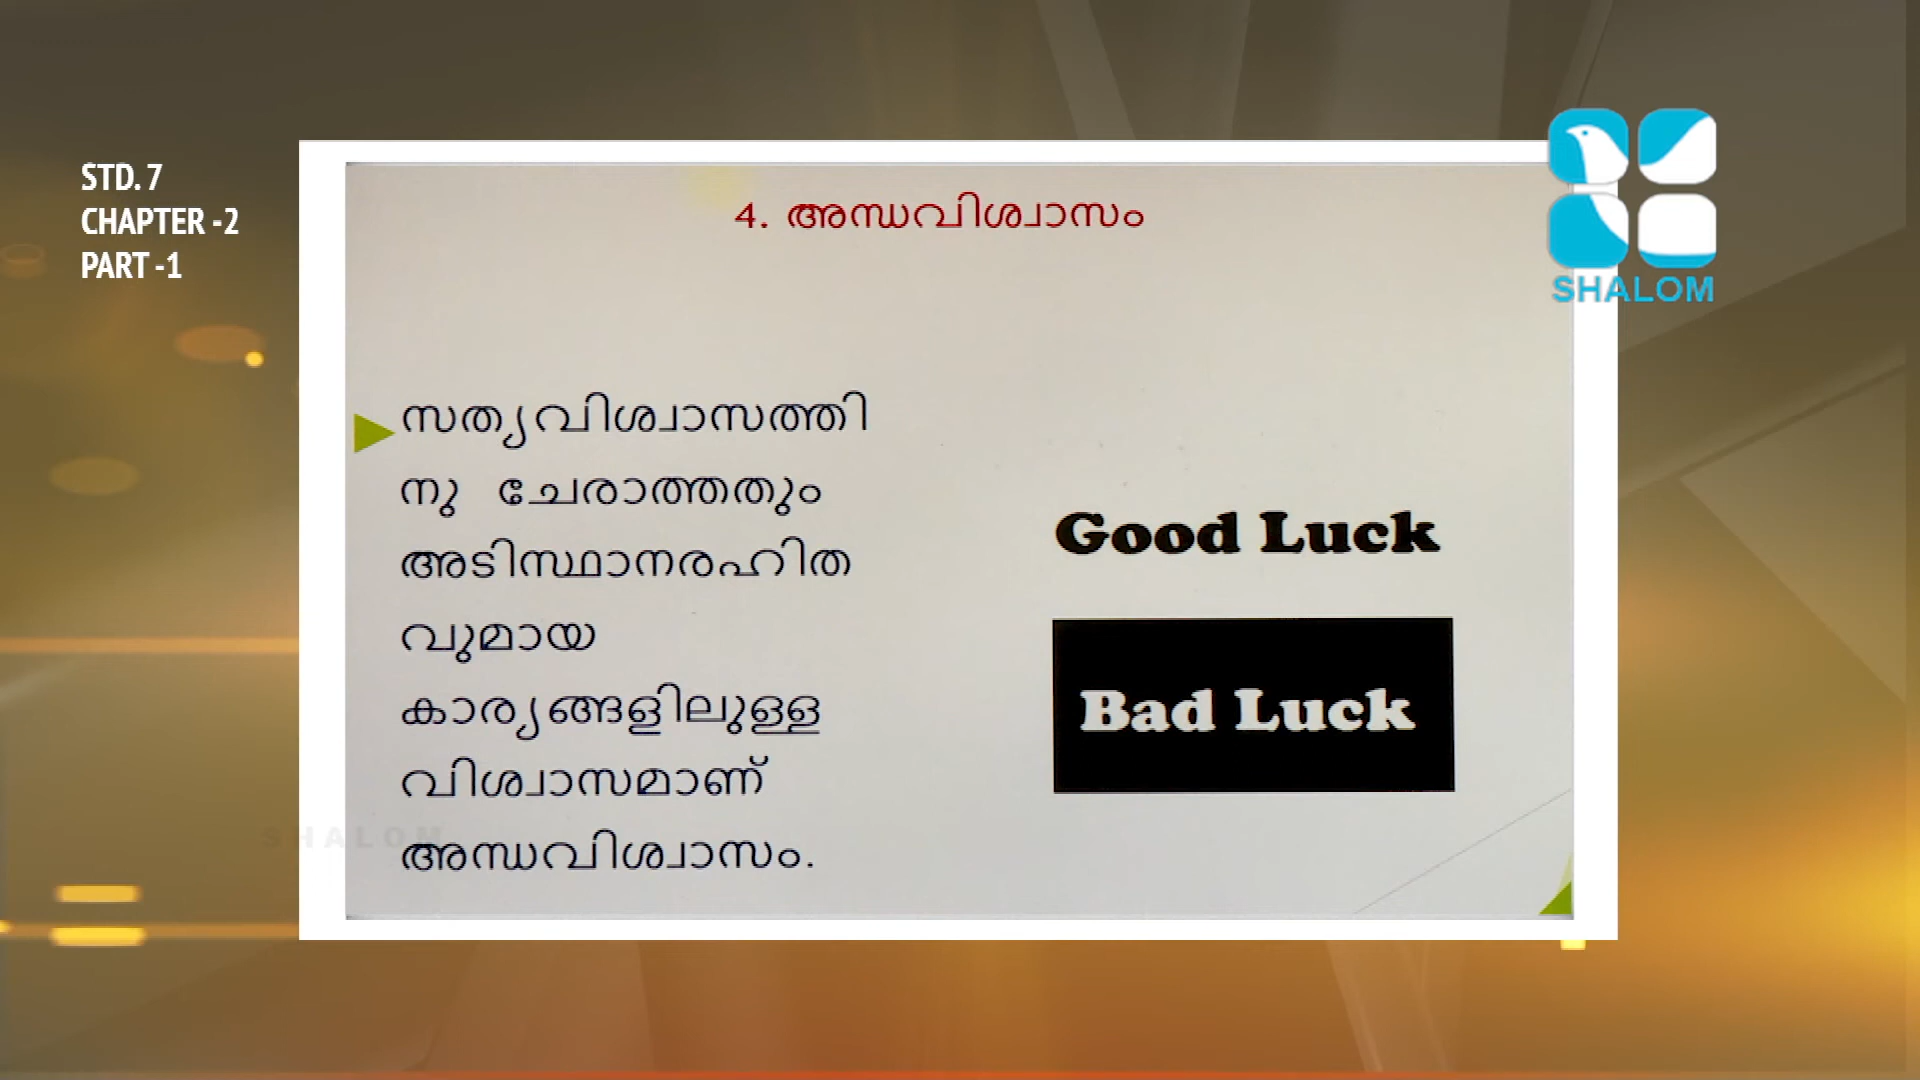 STD. 7
CHAPTER -2
PART -1
4. അന്ധവിശ്വാസം
സത്യവിശ്വാസത്തി
നു ചേരാത്തതും
അടിസ്ഥാനരഹിത
വുമായ
കാര്യങ്ങളിലുള്ള
വിശ്വാസമാണ്
അന്ധവിശ്വാസം.
Good Luck
Bad Luck
SHALOM
SHALOM